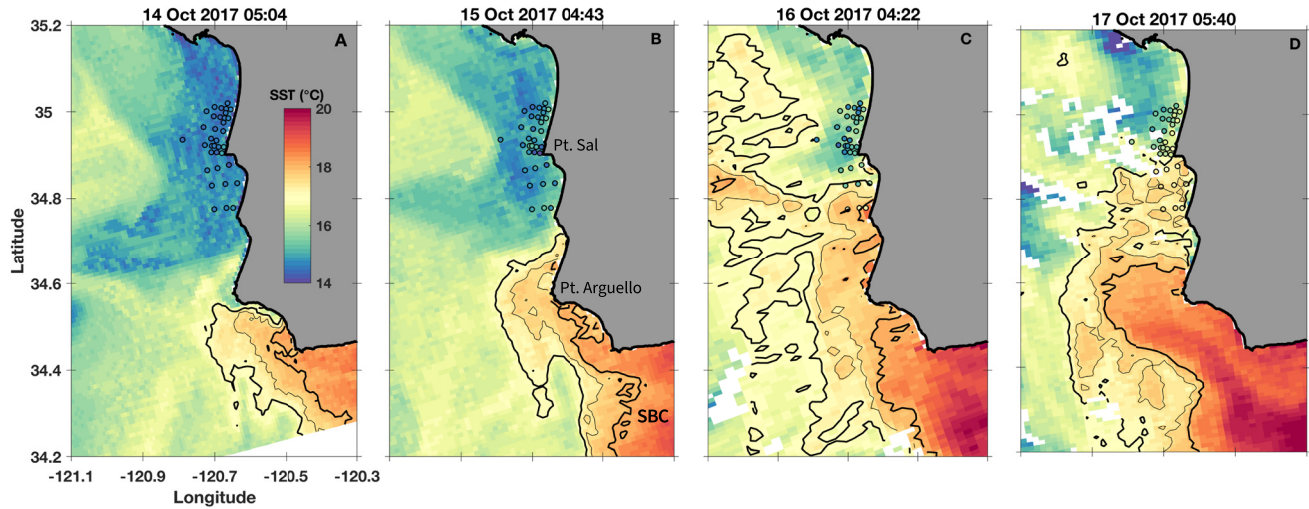 14 Oct 2017 05:04
15 Oct 2017 04:43
16 Oct 2017 04:22
17 Oct 2017 05:40
A
B
C
D
35.2
35
34.8
34.6
34.4
34.2
Latitude
SST (°C)
20
18
16
14
Pt. Sal
Pt. Arguello
SBC
-121.1
-120.9
-120.7
-120.5
-120.3
Longitude